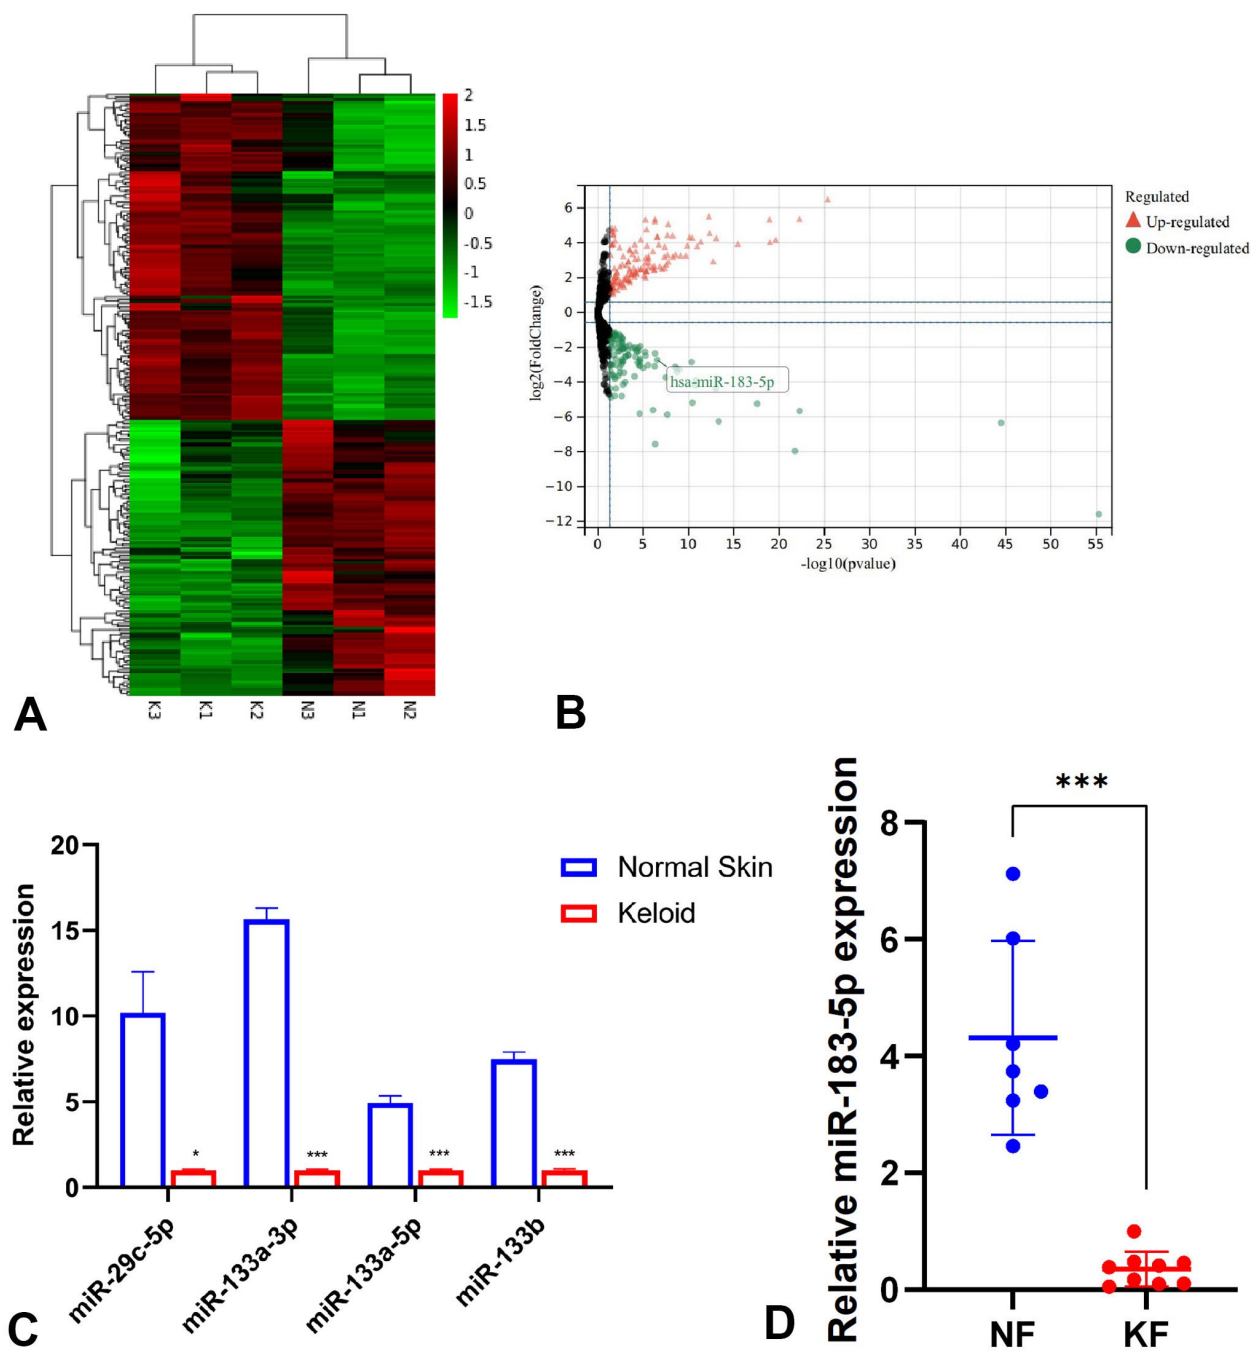 2
1.5
1
0.5
0
-0.5
-1
-1.5
K3 K1 K2 N3 N1 N2
A
log2(FoldChange)
6
4
2
0
−2
−4
−6
−8
−10
−12
hsa-miR-183-5p
0 5 10 15 20 25 30 35 40 45 50 55
-log10(pvalue)
Regulated
Up-regulated
Down-regulated
B
Relative expression
20
15
10
5
0
* *** *** ***
miR-29c-5p
miR-133a-3p
miR-133a-5p
miR-133b
Normal Skin
Keloid
C
Relative miR-183-5p expression
***
8
6
4
2
0
NF KF
D